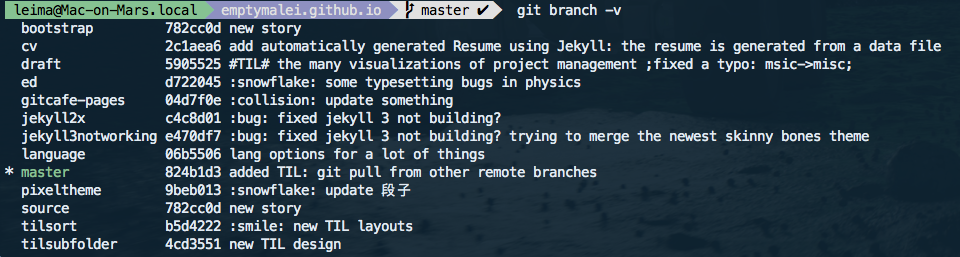 leima@Mac-on-Mars.local emptymalei.github.io master ✔ git branch -v
bootstrap 782cc0d new story
cv 2c1aea6 add automatically generated Resume using Jekyll: the resume is generated from a data file
draft 5905525 #TIL# the many visualizations of project management ;fixed a typo: msic->misc;
ed d722045 :snowflake: some typesetting bugs in physics
gitcafe-pages 04d7f0e :collision: update something
jekyll2x c4c8d01 :bug: fixed jekyll 3 not building?
jekyll3notworking e470df7 :bug: fixed jekyll 3 not building? trying to merge the newest skinny bones theme
language 06b5506 lang options for a lot of things
* master 824b1d3 added TIL: git pull from other remote branches
pixeltheme 9beb013 :snowflake: update 段子
source 782cc0d new story
tilsort b5d4222 :smile: new TIL layouts
tilsubfolder 4cd3551 new TIL design